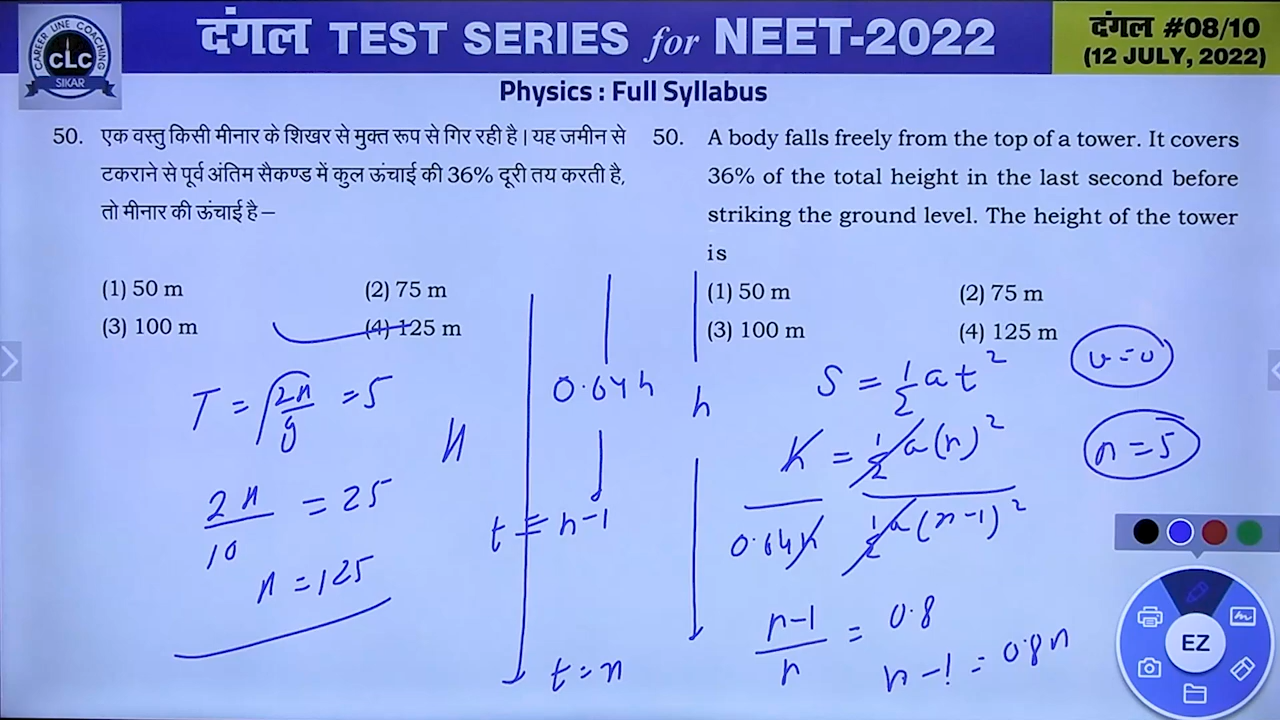 CAREER LINE COACHING
CLC
SIKAR
दंगल TEST SERIES for NEET-2022
दंगल #08/10
(12 JULY, 2022)
Physics : Full Syllabus
50. एक वस्तु किसी मीनार के शिखर से मुक्त रूप से गिर रही है। यह जमीन से
टकराने से पूर्व अंतिम सैकण्ड में कुल ऊंचाई की 36% दूरी तय करती है,
तो मीनार की ऊंचाई है –
(1) 50 m (2) 75 m
(3) 100 m (4) 125 m
50. A body falls freely from the top of a tower. It covers
36% of the total height in the last second before
striking the ground level. The height of the tower
is
(1) 50 m (2) 75 m
(3) 100 m (4) 125 m
T = √2H/g = 5
2H/10 = 25
H = 125
H
0.64h
t = n-1
t = n
h
S = 1/2 at²
u=0
h = 1/2 a(n)²
0.64h 1/2 a(n-1)²
n=5
n-1/n = 0.8
n-1 = 0.8n
EZ